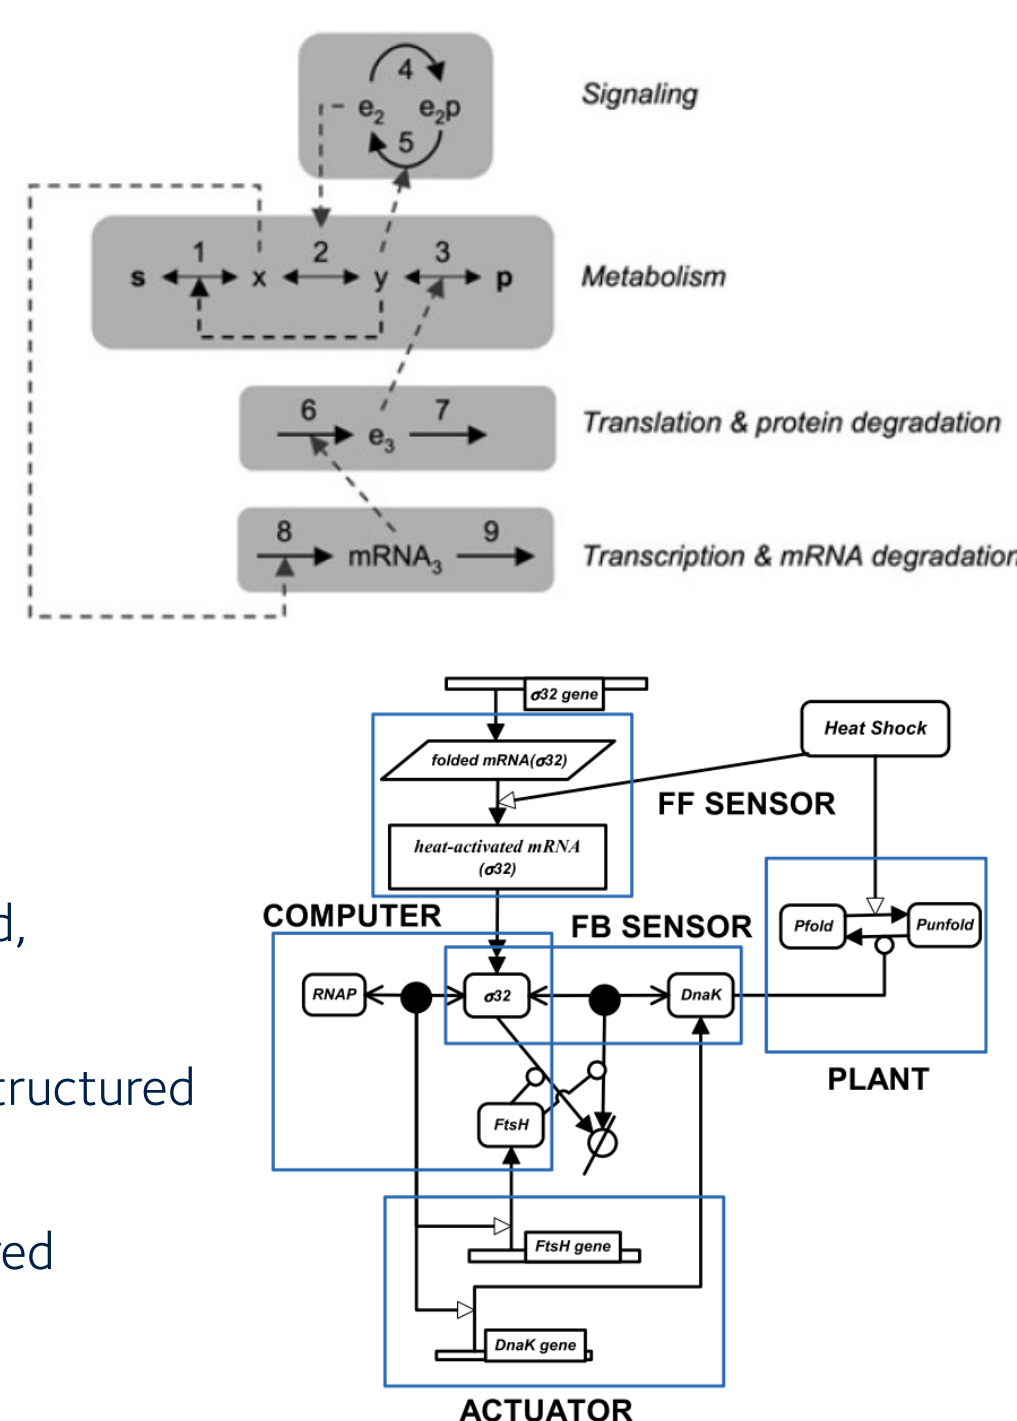 4
e₂ e₂p
5
Signaling
1 2 3
s x y p
Metabolism
6 7
e₃
Translation & protein degradation
8 9
mRNA₃
Transcription & mRNA degradation
σ32 gene
Heat Shock
folded mRNA(σ32)
FF SENSOR
heat-activated mRNA
(σ32)
d,
COMPUTER
FB SENSOR
Pfold Punfold
RNAP σ32 DnaK
tructured
PLANT
FtsH
red
FtsH gene
DnaK gene
ACTUATOR